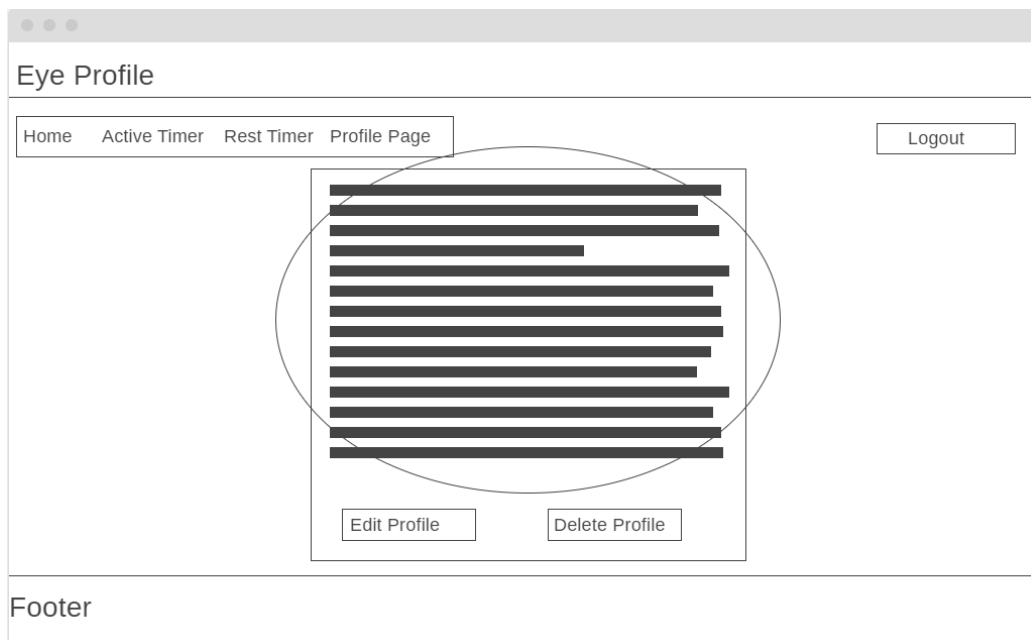 Eye Profile
Home Active Timer Rest Timer Profile Page Logout
Edit Profile Delete Profile
Footer